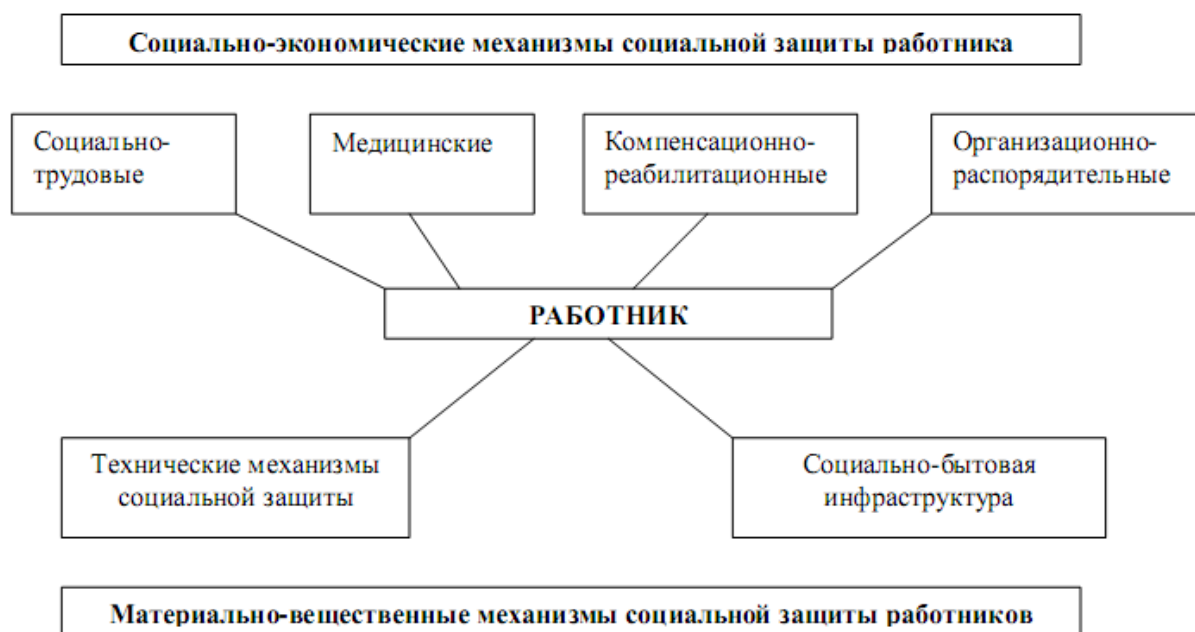 Социально-экономические механизмы социальной защиты работника
Социально-
трудовые
Медицинские
Компенсационно-
реабилитационные
Организационно-
распорядительные
РАБОТНИК
Технические механизмы
социальной защиты
Социально-бытовая
инфраструктура
Материально-вещественные механизмы социальной защиты работников